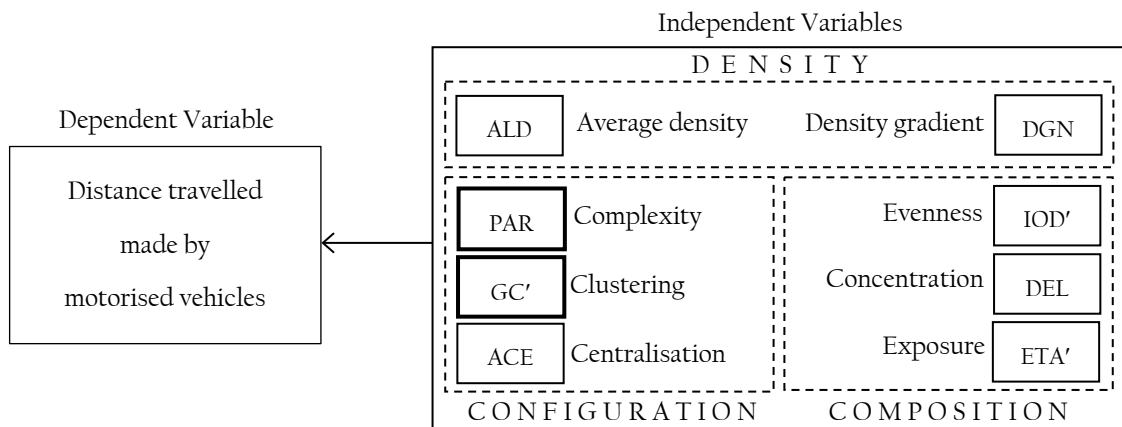 Independent Variables
D E N S I T Y
ALD Average density Density gradient DGN
Dependent Variable
Distance travelled
made by
motorised vehicles
PAR Complexity
GC′ Clustering
ACE Centralisation
C O N F I G U R A T I O N
Evenness IOD′
Concentration DEL
Exposure ETA′
C O M P O S I T I O N